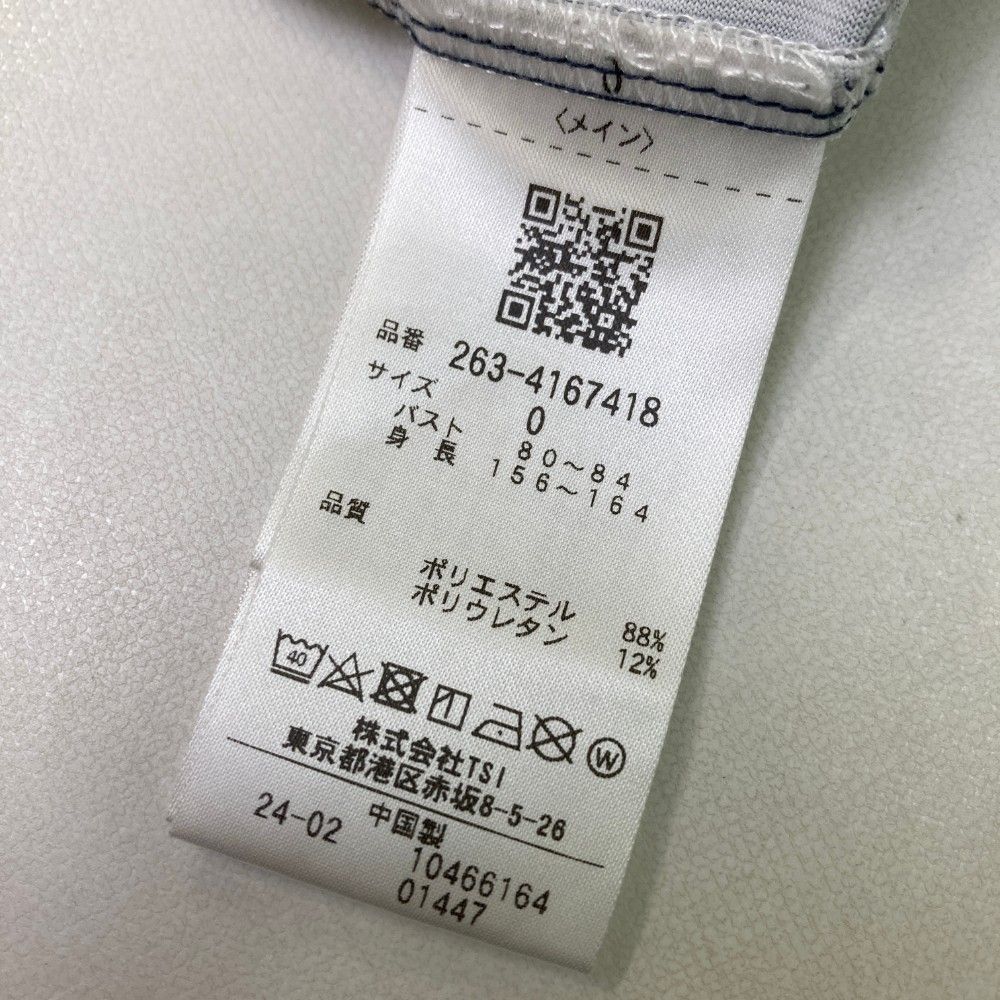 〈メイン〉
品番 263-4167418
サイズ 0
バスト 80～84
身長 156～164
品質
ポリエステル 88%
ポリウレタン 12%
40
W
株式会社TSI
東京都港区赤坂8-5-26
24-02 中国製
10466164
01447